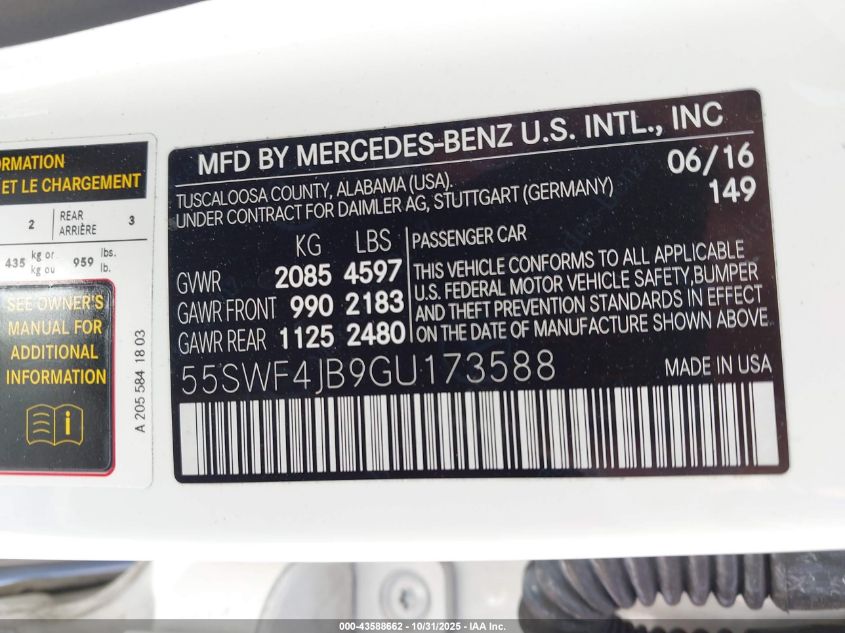 ORMATION
ET LE CHARGEMENT
2 REAR ARRIÈRE 3
435 kg or kg ou 959 lbs. lb.
SEE OWNER'S
MANUAL FOR
ADDITIONAL
INFORMATION
A 205 584 18 03
MFD BY MERCEDES-BENZ U.S. INTL., INC
TUSCALOOSA COUNTY, ALABAMA (USA). 06/16
UNDER CONTRACT FOR DAIMLER AG, STUTTGART (GERMANY) 149
KG LBS
GVWR 2085 4597
GAWR FRONT 990 2183
GAWR REAR 1125 2480
PASSENGER CAR
THIS VEHICLE CONFORMS TO ALL APPLICABLE
U.S. FEDERAL MOTOR VEHICLE SAFETY,BUMPER
AND THEFT PREVENTION STANDARDS IN EFFECT
ON THE DATE OF MANUFACTURE SHOWN ABOVE.
55SWF4JB9GU173588 MADE IN USA
000-43588662 - 10/31/2025 - IAA Inc.